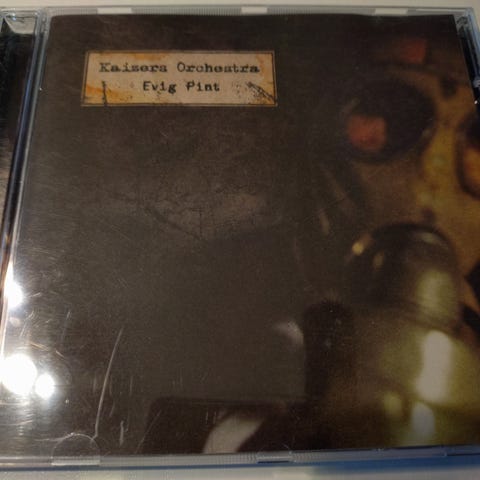 Kaizers Orchestra
Evig Pint